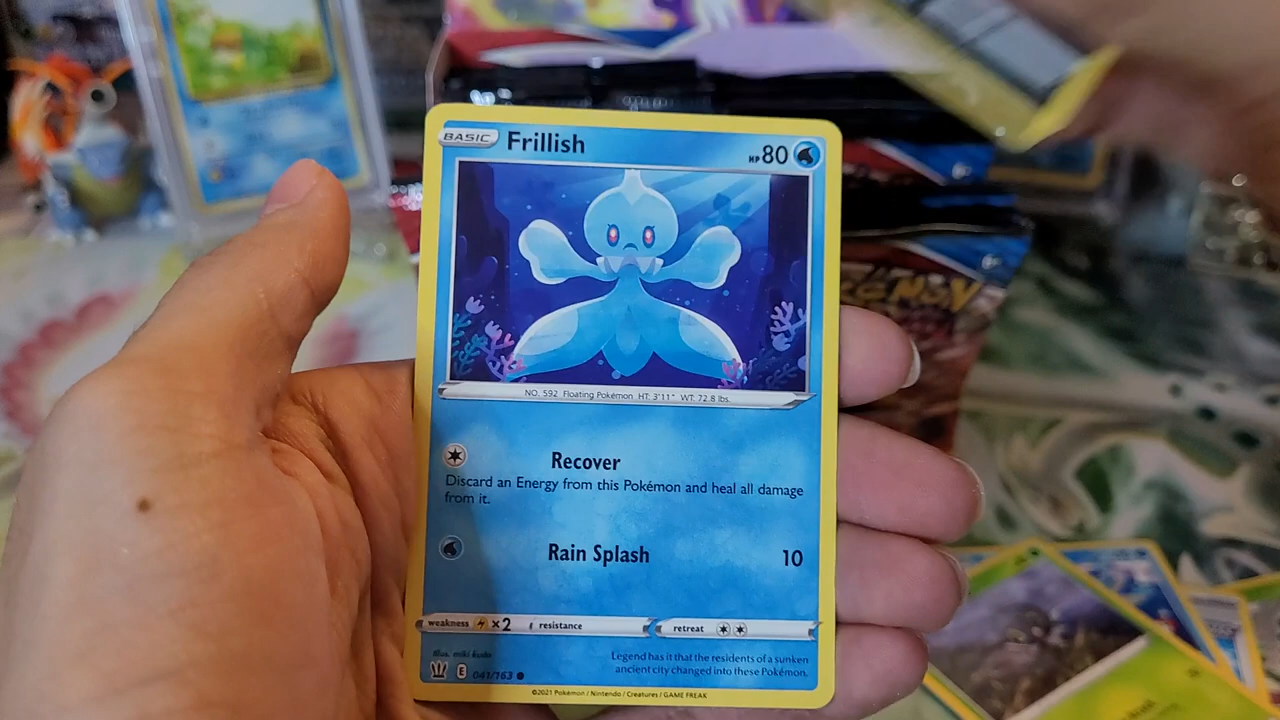 BASIC Frillish HP 80
NO. 592 Floating Pokémon HT: 3'11" WT: 72.8 lbs.
Recover
Discard an Energy from this Pokémon and heal all damage
from it.
Rain Splash 10
weakness ×2 resistance retreat
Illus. miki kudo
Legend has it that the residents of a sunken
ancient city changed into these Pokémon.
E 041/163
©2021 Pokémon / Nintendo / Creatures / GAME FREAK
POKÉMON